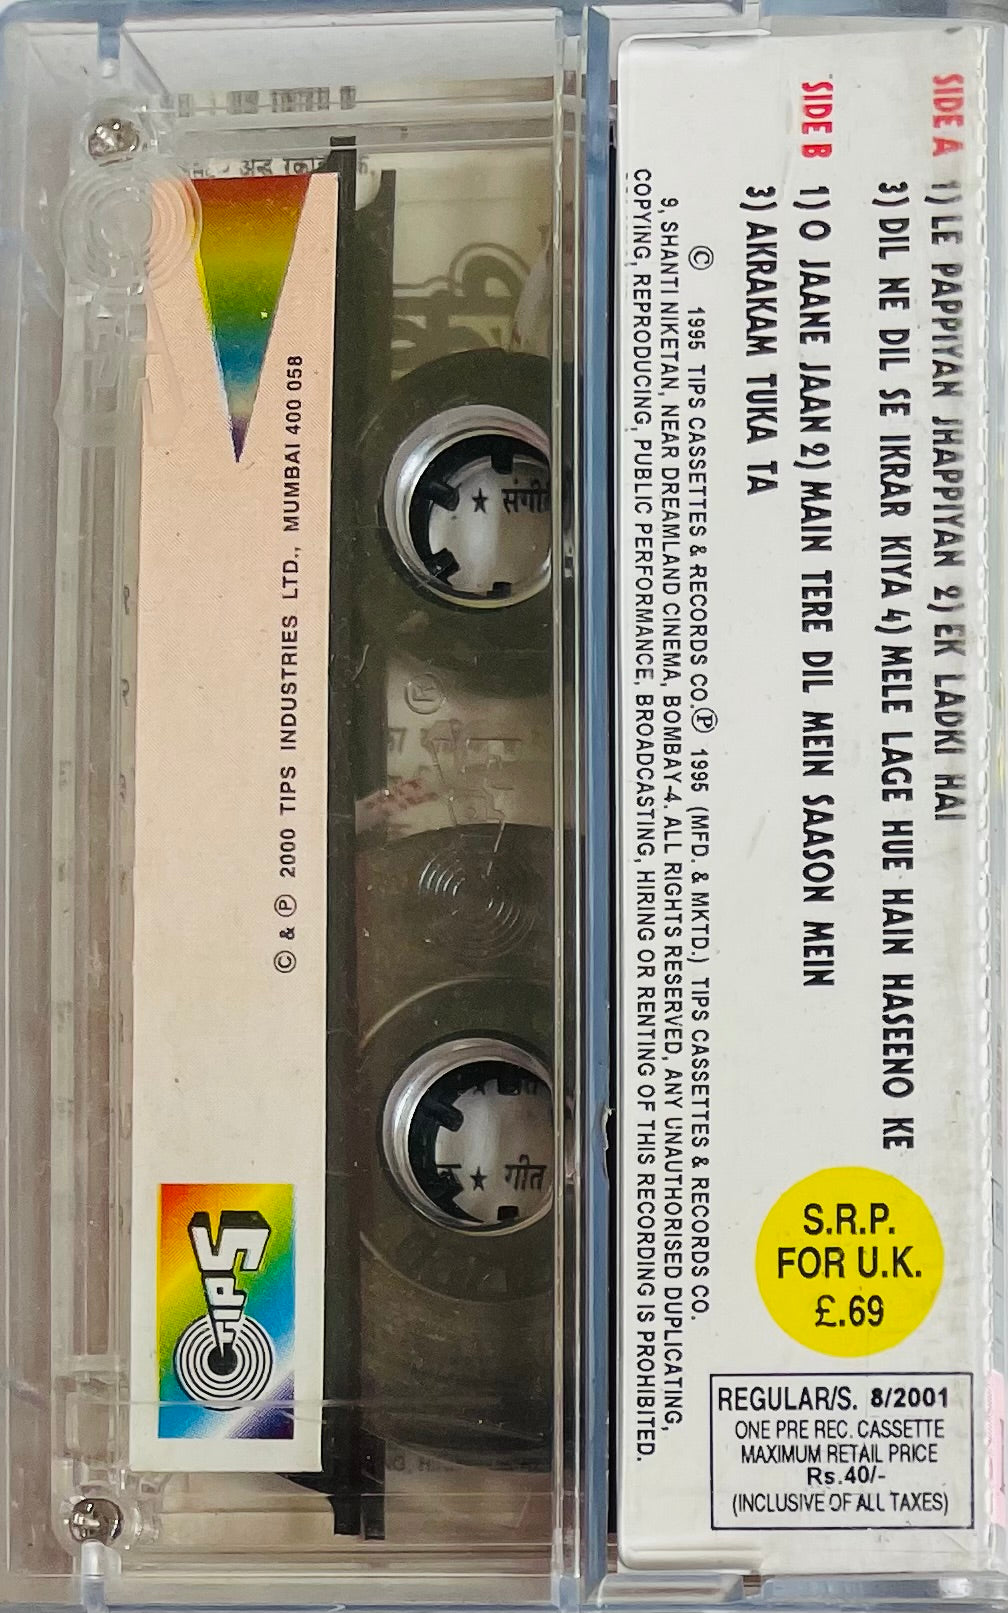 SIDE A 1) LE PAPPIYAN JHAPPIYAN 2) EK LADKI HAI
3) DIL NE DIL SE IKRAR KIYA 4) MELE LAGE HUE HAIN HASEENO KE
SIDE B 1) O JAANE JAAN 2) MAIN TERE DIL MEIN SAASON MEIN
3) AKRAKAM TUKA TA
© 1995 TIPS CASSETTES & RECORDS CO. ℗ 1995 (MFD. & MKTD.) TIPS CASSETTES & RECORDS CO.
9, SHANTI NIKETAN, NEAR DREAMLAND CINEMA, BOMBAY-4. ALL RIGHTS RESERVED, ANY UNAUTHORISED DUPLICATING,
COPYING, REPRODUCING, PUBLIC PERFORMANCE, BROADCASTING, HIRING OR RENTING OF THIS RECORDING IS PROHIBITED.
S.R.P.
FOR U.K.
£.69
REGULAR/S. 8/2001
ONE PRE REC. CASSETTE
MAXIMUM RETAIL PRICE
Rs.40/-
(INCLUSIVE OF ALL TAXES)
© & ℗ 2000 TIPS INDUSTRIES LTD., MUMBAI 400 058
TIPS
★ संगीत
★ गीत